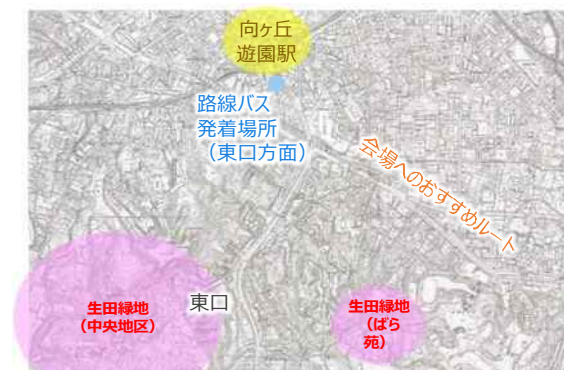 向ヶ丘
遊園駅
路線バス
発着場所
（東口方面）
会場へのおすすめルート
生田緑地
（中央地区）
東口
生田緑地
（ばら
苑）